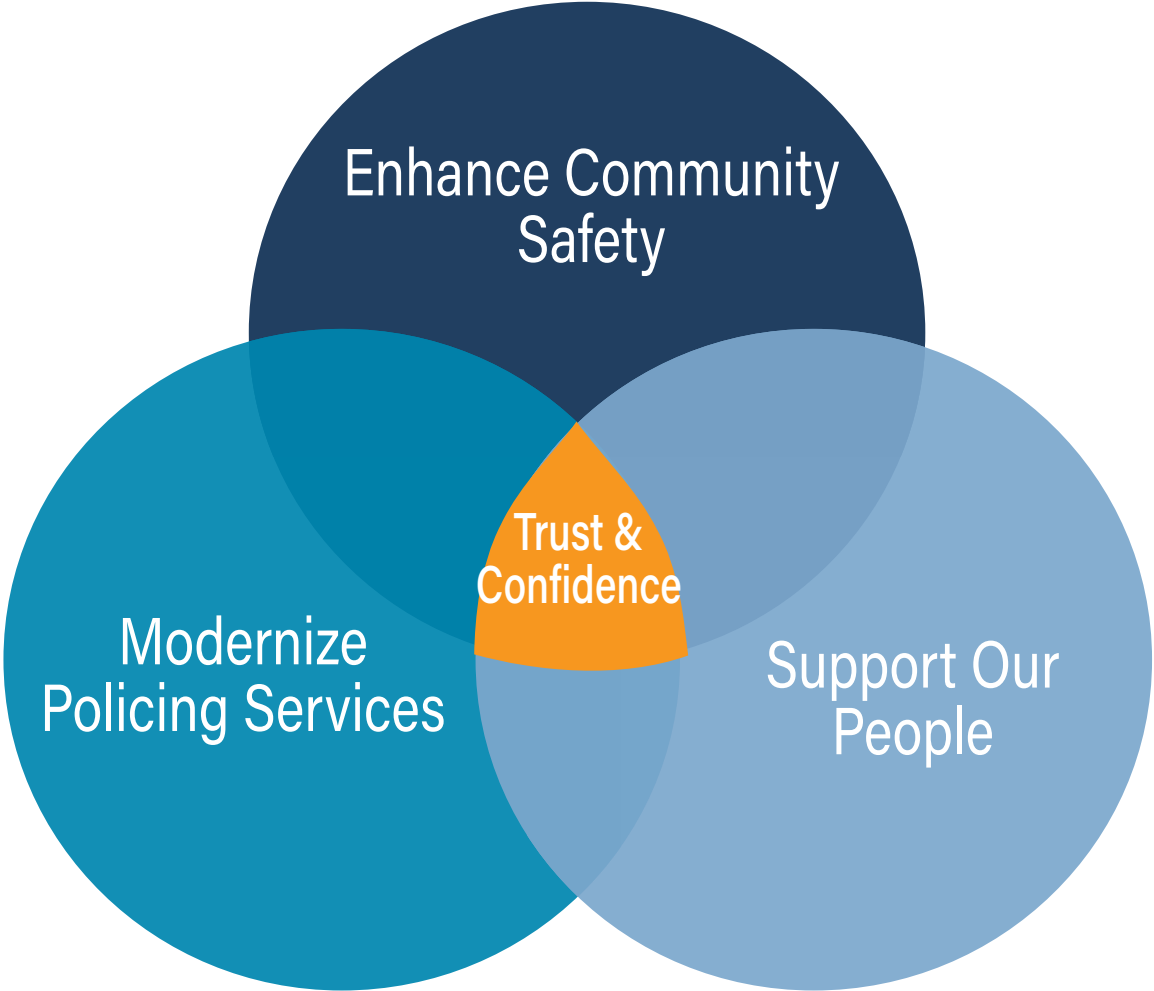 Enhance Community
Safety
Trust &
Confidence
Modernize
Policing Services
Support Our
People